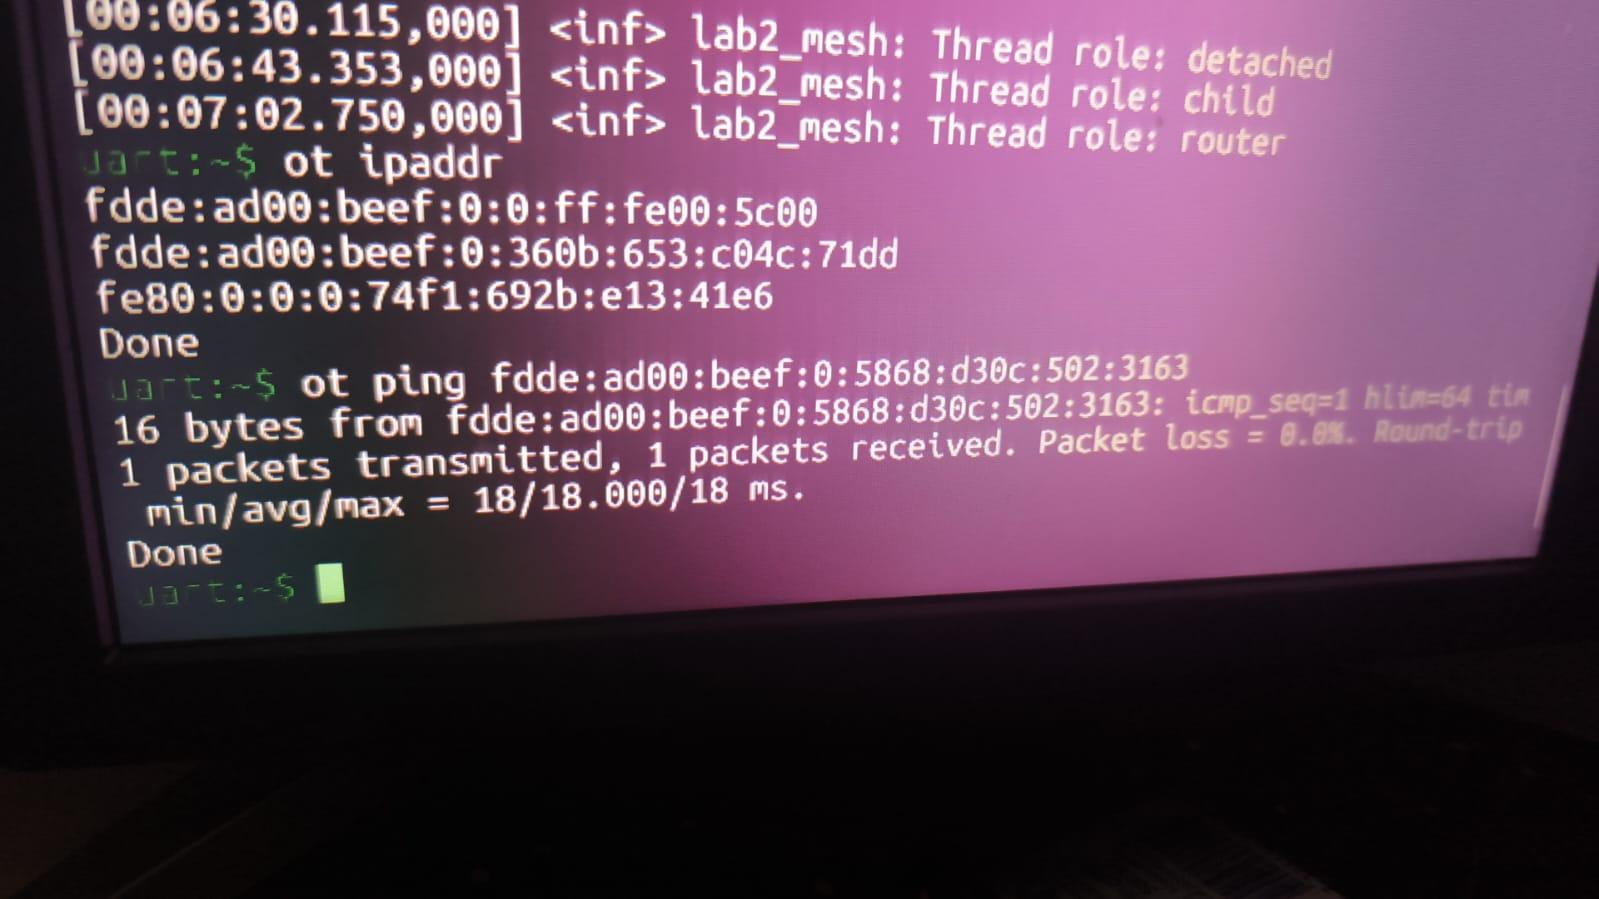 [00:06:30.115,000] <inf> lab2_mesh: Thread role: detached
[00:06:43.353,000] <inf> lab2_mesh: Thread role: child
[00:07:02.750,000] <inf> lab2_mesh: Thread role: router
uart:~$ ot ipaddr
fdde:ad00:beef:0:0:ff:fe00:5c00
fdde:ad00:beef:0:360b:653:c04c:71dd
fe80:0:0:0:74f1:692b:e13:41e6
Done
uart:~$ ot ping fdde:ad00:beef:0:5868:d30c:502:3163
16 bytes from fdde:ad00:beef:0:5868:d30c:502:3163: icmp_seq=1 hlim=64 tim
1 packets transmitted, 1 packets received. Packet loss = 0.0%. Round-trip
min/avg/max = 18/18.000/18 ms.
Done
uart:~$